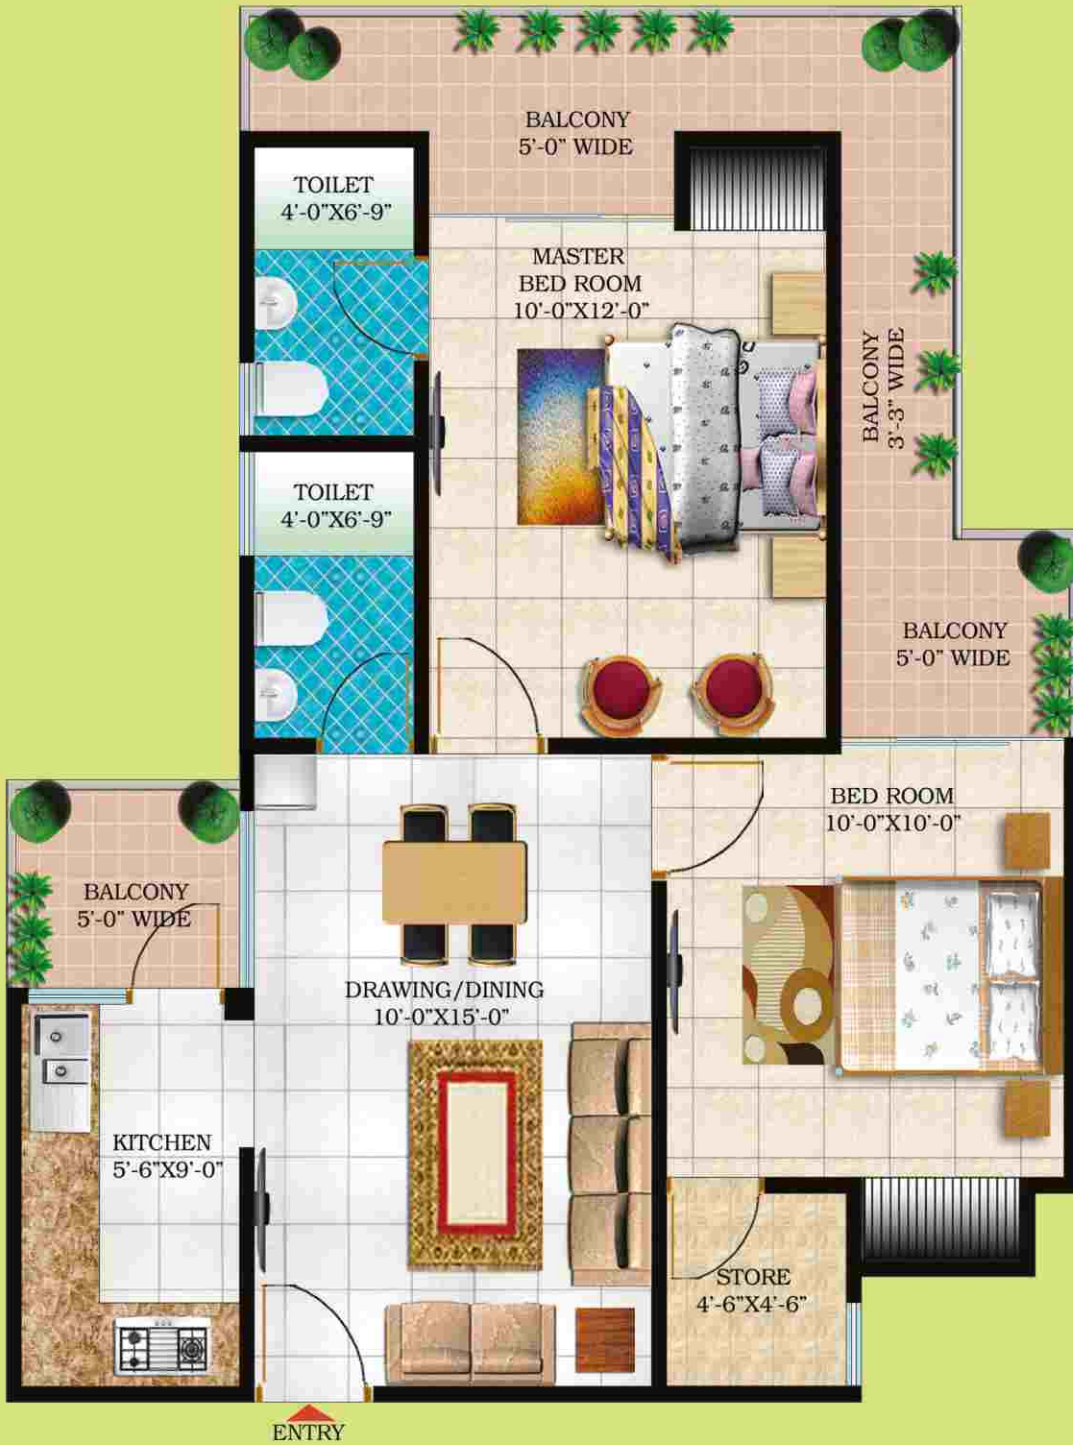 BALCONY
5'-0" WIDE
TOILET
4'-0"X6'-9"
MASTER
BED ROOM
10'-0"X12'-0"
BALCONY
3'-3" WIDE
TOILET
4'-0"X6'-9"
BALCONY
5'-0" WIDE
BED ROOM
10'-0"X10'-0"
BALCONY
5'-0" WIDE
DRAWING/DINING
10'-0"X15'-0"
KITCHEN
5'-6"X9'-0"
STORE
4'-6"X4'-6"
ENTRY